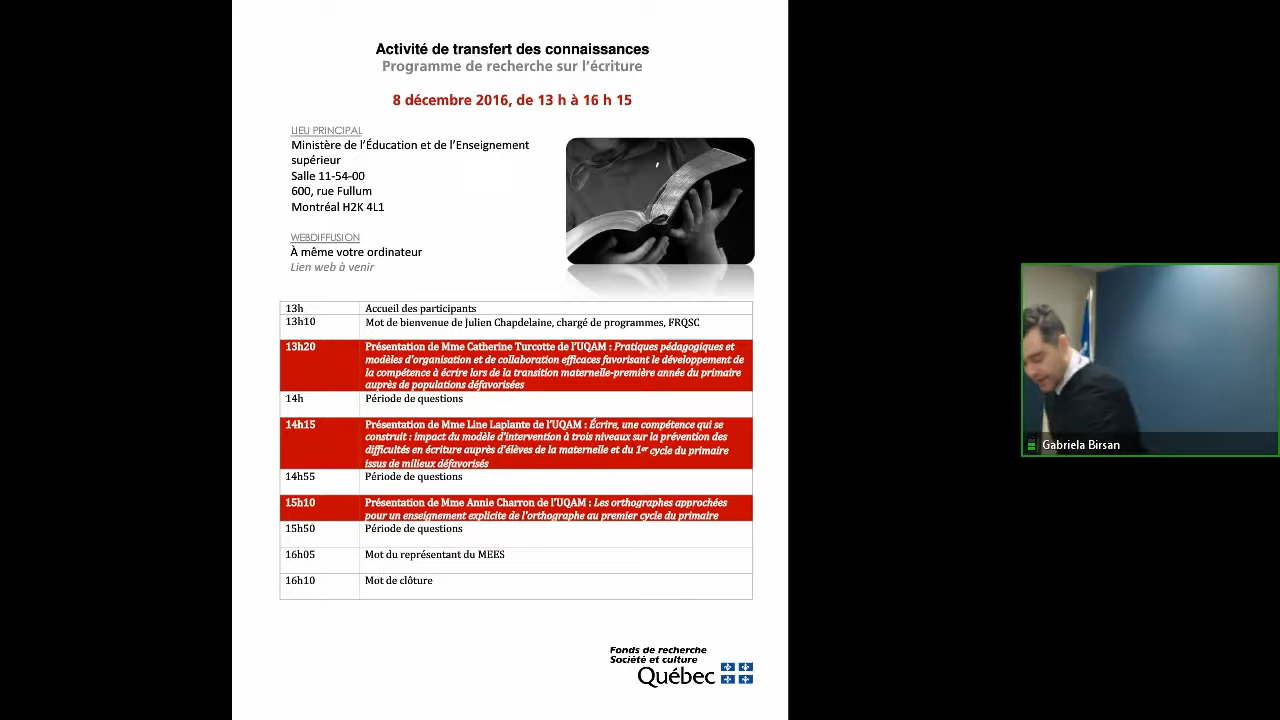 Activité de transfert des connaissances
Programme de recherche sur l'écriture
8 décembre 2016, de 13 h à 16 h 15
LIEU PRINCIPAL
Ministère de l'Éducation et de l'Enseignement
supérieur
Salle 11-54-00
600, rue Fullum
Montréal H2K 4L1
WEBDIFFUSION
À même votre ordinateur
Lien web à venir
13h Accueil des participants
13h10 Mot de bienvenue de Julien Chapdelaine, chargé de programmes, FRQSC
13h20 Présentation de Mme Catherine Turcotte de l'UQAM : Pratiques pédagogiques et
modèles d'organisation et de collaboration efficaces favorisant le développement de
la compétence à écrire lors de la transition maternelle-première année du primaire
auprès de populations défavorisées
14h Période de questions
14h15 Présentation de Mme Line Laplante de l'UQAM : Écrire, une compétence qui se
construit : impact du modèle d'intervention à trois niveaux sur la prévention des
difficultés en écriture auprès d'élèves de la maternelle et du 1er cycle du primaire
issus de milieux défavorisés
14h55 Période de questions
15h10 Présentation de Mme Annie Charron de l'UQAM : Les orthographes approchées
pour un enseignement explicite de l'orthographe au premier cycle du primaire
15h50 Période de questions
16h05 Mot du représentant du MEES
16h10 Mot de clôture
Fonds de recherche
Société et culture
Québec
Gabriela Birsan